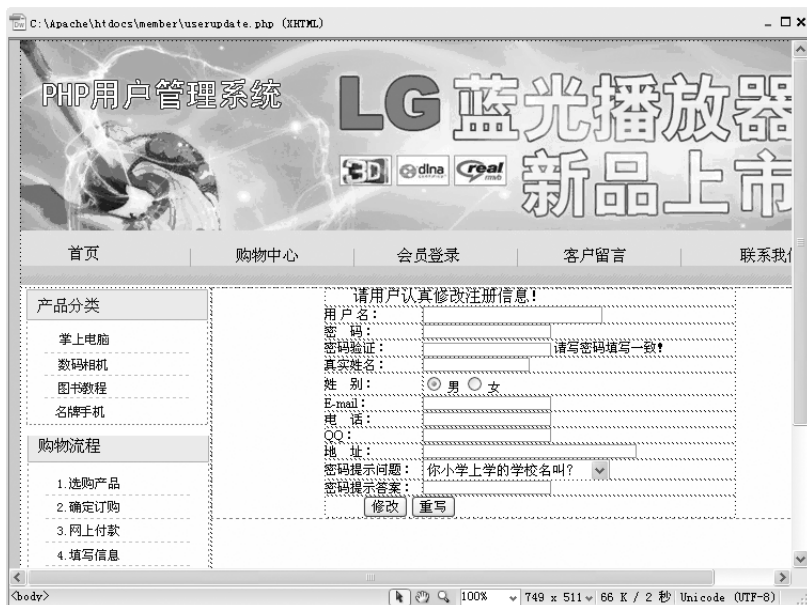 C:\Apache\htdocs\member\userupdate.php (XHTML)
PHP用户管理系统
LG蓝光播放器
3D dlna real
新品上市
首页 购物中心 会员登录 客户留言 联系我们
产品分类
掌上电脑
数码相机
图书教程
名牌手机
购物流程
1.选购产品
2.确定订购
3.网上付款
4.填写信息
请用户认真修改注册信息!
用 户 名:
密 码:
密码验证: 请写密码填写一致!
真实姓名:
姓 别: 男 女
E-mail:
电 话:
QQ:
地 址:
密码提示问题: 你小学上学的学校名叫?
密码提示答案:
修改 重写
<body> 100% 749 x 511 66 K / 2 秒 Unicode (UTF-8)